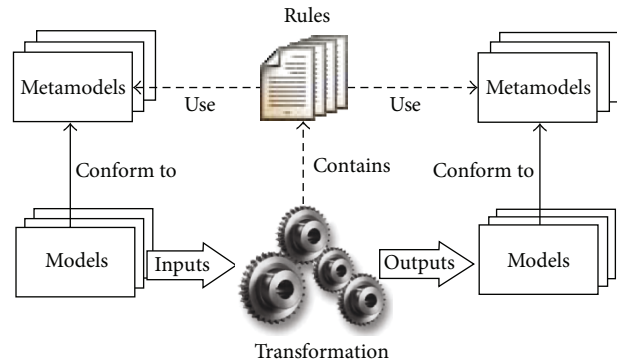 Rules
Metamodels
Metamodels
Use
Use
Conform to
Contains
Conform to
Models
Inputs
Outputs
Models
Transformation